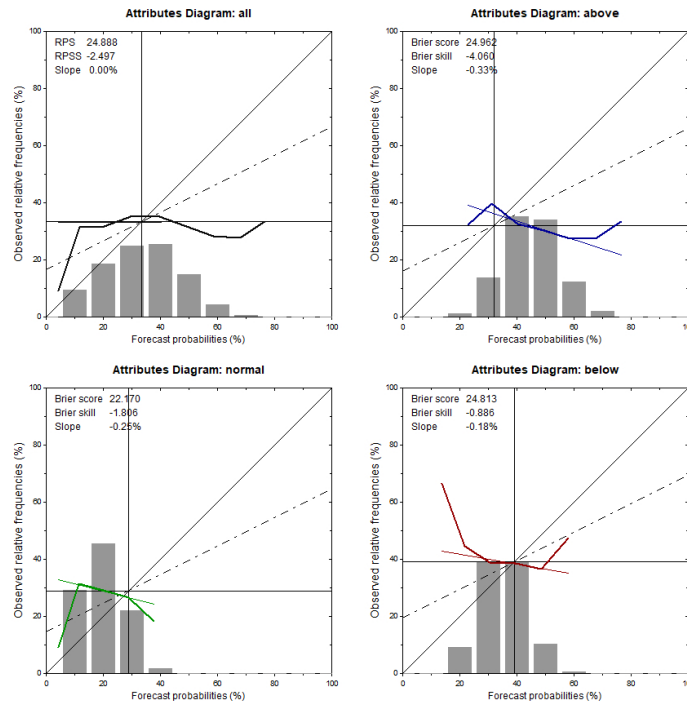 Attributes Diagram: all
RPS 24.888
RPSS -2.497
Slope 0.00%
100
80
60
40
20
0
Observed relative frequencies (%)
0 20 40 60 80 100
Forecast probabilities (%)
Attributes Diagram: above
Brier score 24.962
Brier skill -4.060
Slope -0.33%
100
80
60
40
20
0
Observed relative frequencies (%)
0 20 40 60 80 100
Forecast probabilities (%)
Attributes Diagram: normal
Brier score 22.170
Brier skill -1.806
Slope -0.25%
100
80
60
40
20
0
Observed relative frequencies (%)
0 20 40 60 80 100
Forecast probabilities (%)
Attributes Diagram: below
Brier score 24.813
Brier skill -0.886
Slope -0.18%
100
80
60
40
20
0
Observed relative frequencies (%)
0 20 40 60 80 100
Forecast probabilities (%)